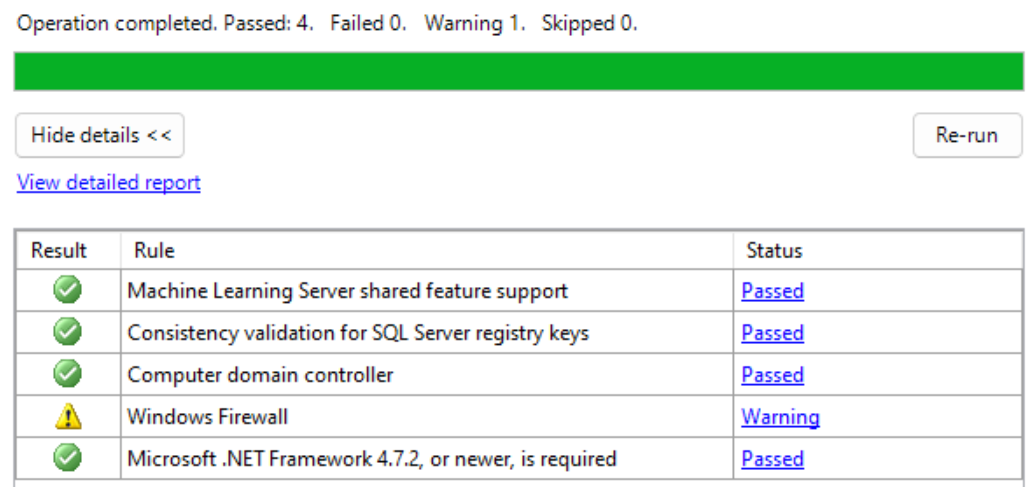 Operation completed. Passed: 4.   Failed 0.   Warning 1.   Skipped 0.
Hide details <<
Re-run
View detailed report
Result Rule Status
Machine Learning Server shared feature support Passed
Consistency validation for SQL Server registry keys Passed
Computer domain controller Passed
Windows Firewall Warning
Microsoft .NET Framework 4.7.2, or newer, is required Passed